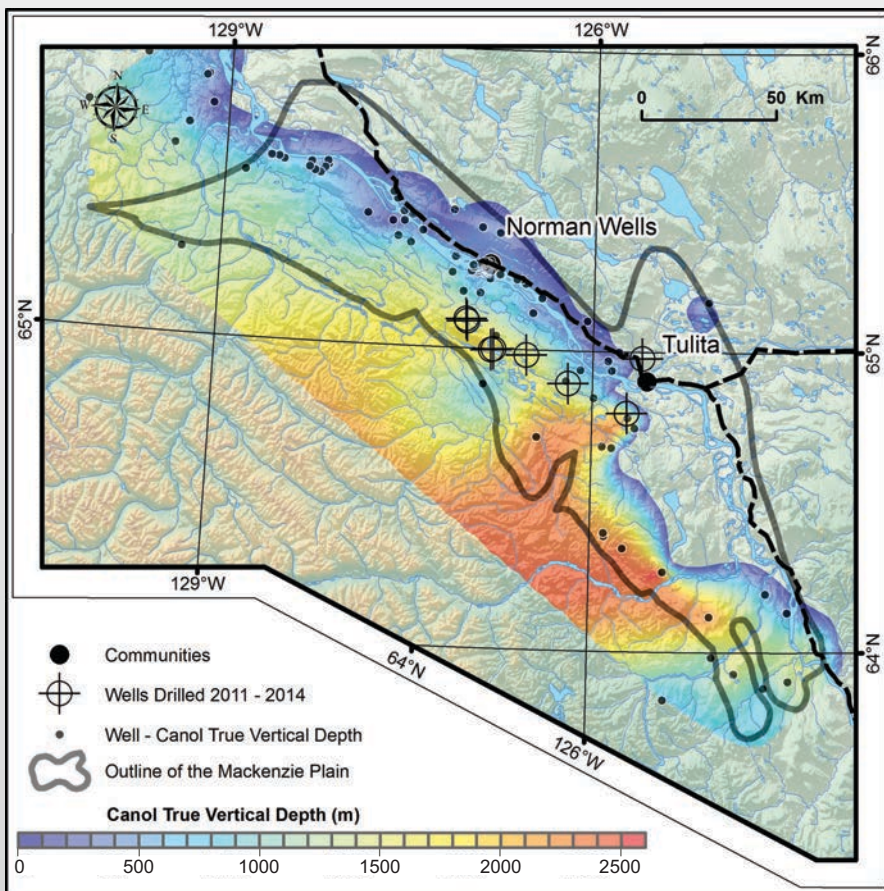 129°W
126°W
66°N
N
W
E
S
0 50 Km
Norman Wells
65°N
65°N
Tulita
129°W
64°N
64°N
126°W
Communities
Wells Drilled 2011 - 2014
Well - Canol True Vertical Depth
Outline of the Mackenzie Plain
Canol True Vertical Depth (m)
0 500 1000 1500 2000 2500